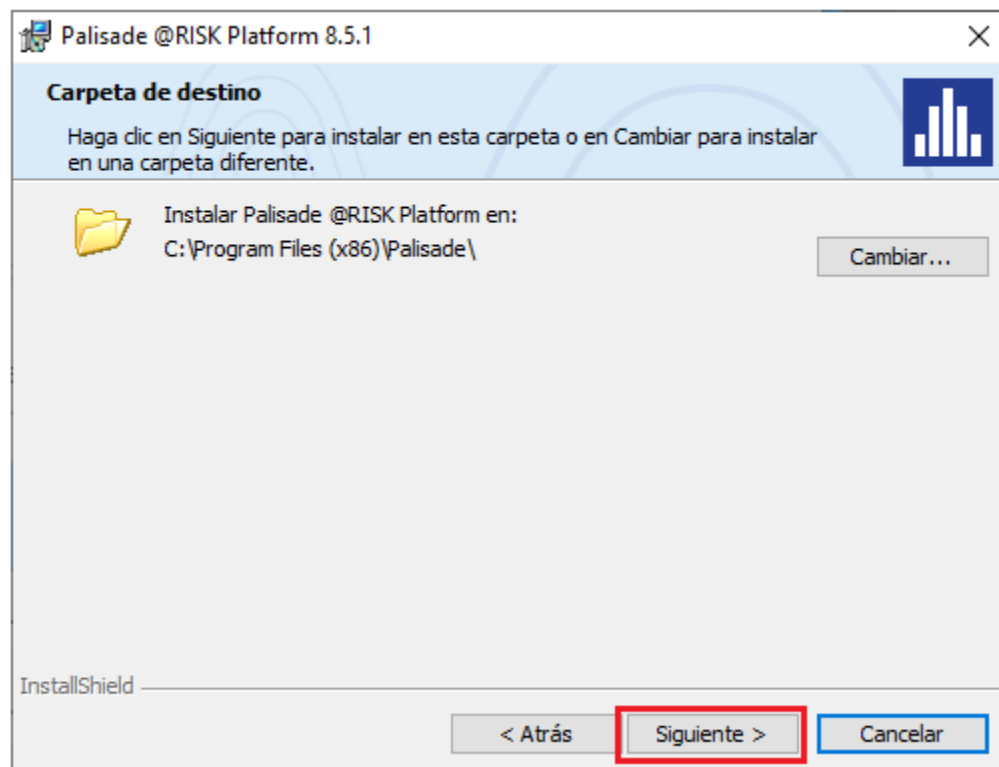 Palisade @RISK Platform 8.5.1
Carpeta de destino
Haga clic en Siguiente para instalar en esta carpeta o en Cambiar para instalar
en una carpeta diferente.
Instalar Palisade @RISK Platform en:
C:\Program Files (x86)\Palisade\
Cambiar...
InstallShield
< Atrás
Siguiente >
Cancelar